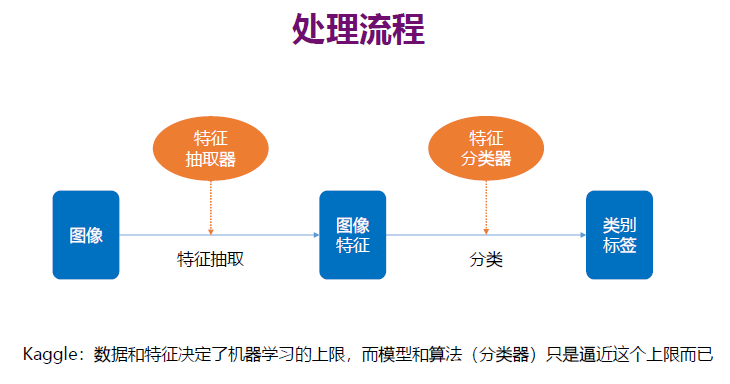 处理流程
特征
抽取器
特征
分类器
图像
图像
特征
类别
标签
特征抽取
分类
Kaggle：数据和特征决定了机器学习的上限，而模型和算法（分类器）只是逼近这个上限而已